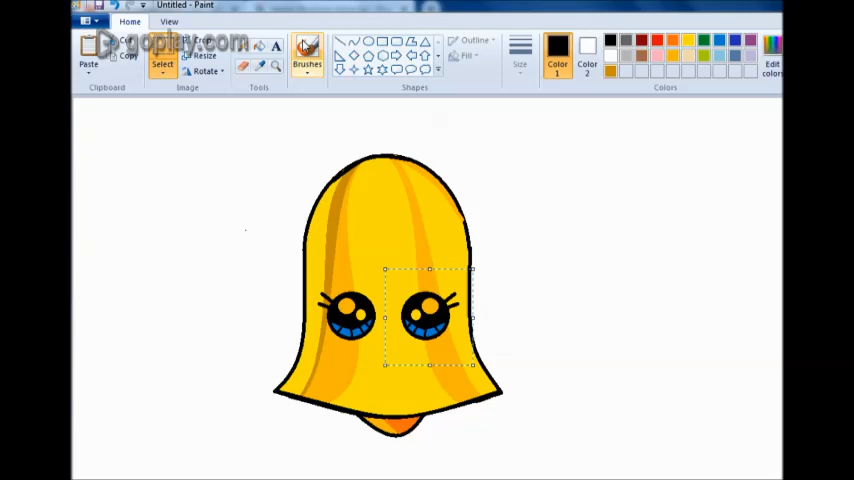 Untitled - Paint
Home View
goplay.com
Cut
Copy
Paste
Clipboard
Crop
Resize
Rotate
Select
Image
A
Tools
Brushes
Outline
Fill
Shapes
Size
Color 1
Color 2
Edit colors
Colors